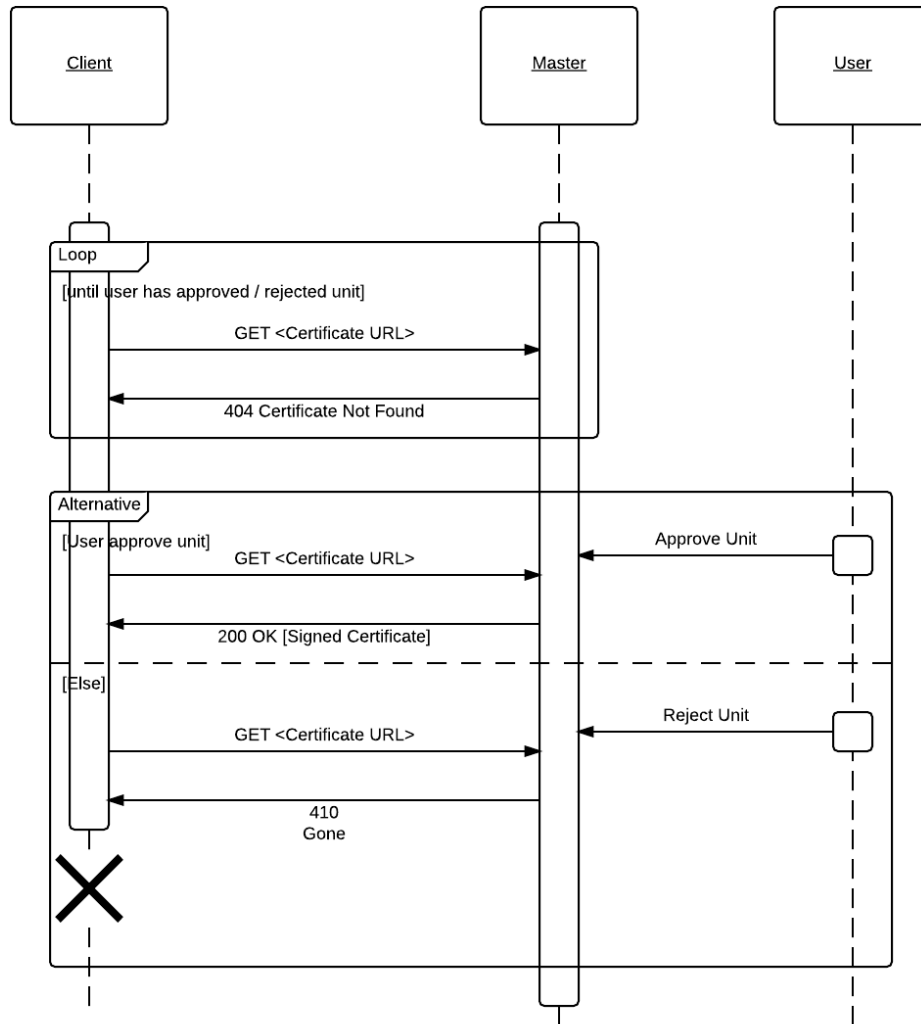 Client
Master
User
Loop
[until user has approved / rejected unit]
GET <Certificate URL>
404 Certificate Not Found
Alternative
[User approve unit]
Approve Unit
GET <Certificate URL>
200 OK [Signed Certificate]
[Else]
Reject Unit
GET <Certificate URL>
410
Gone